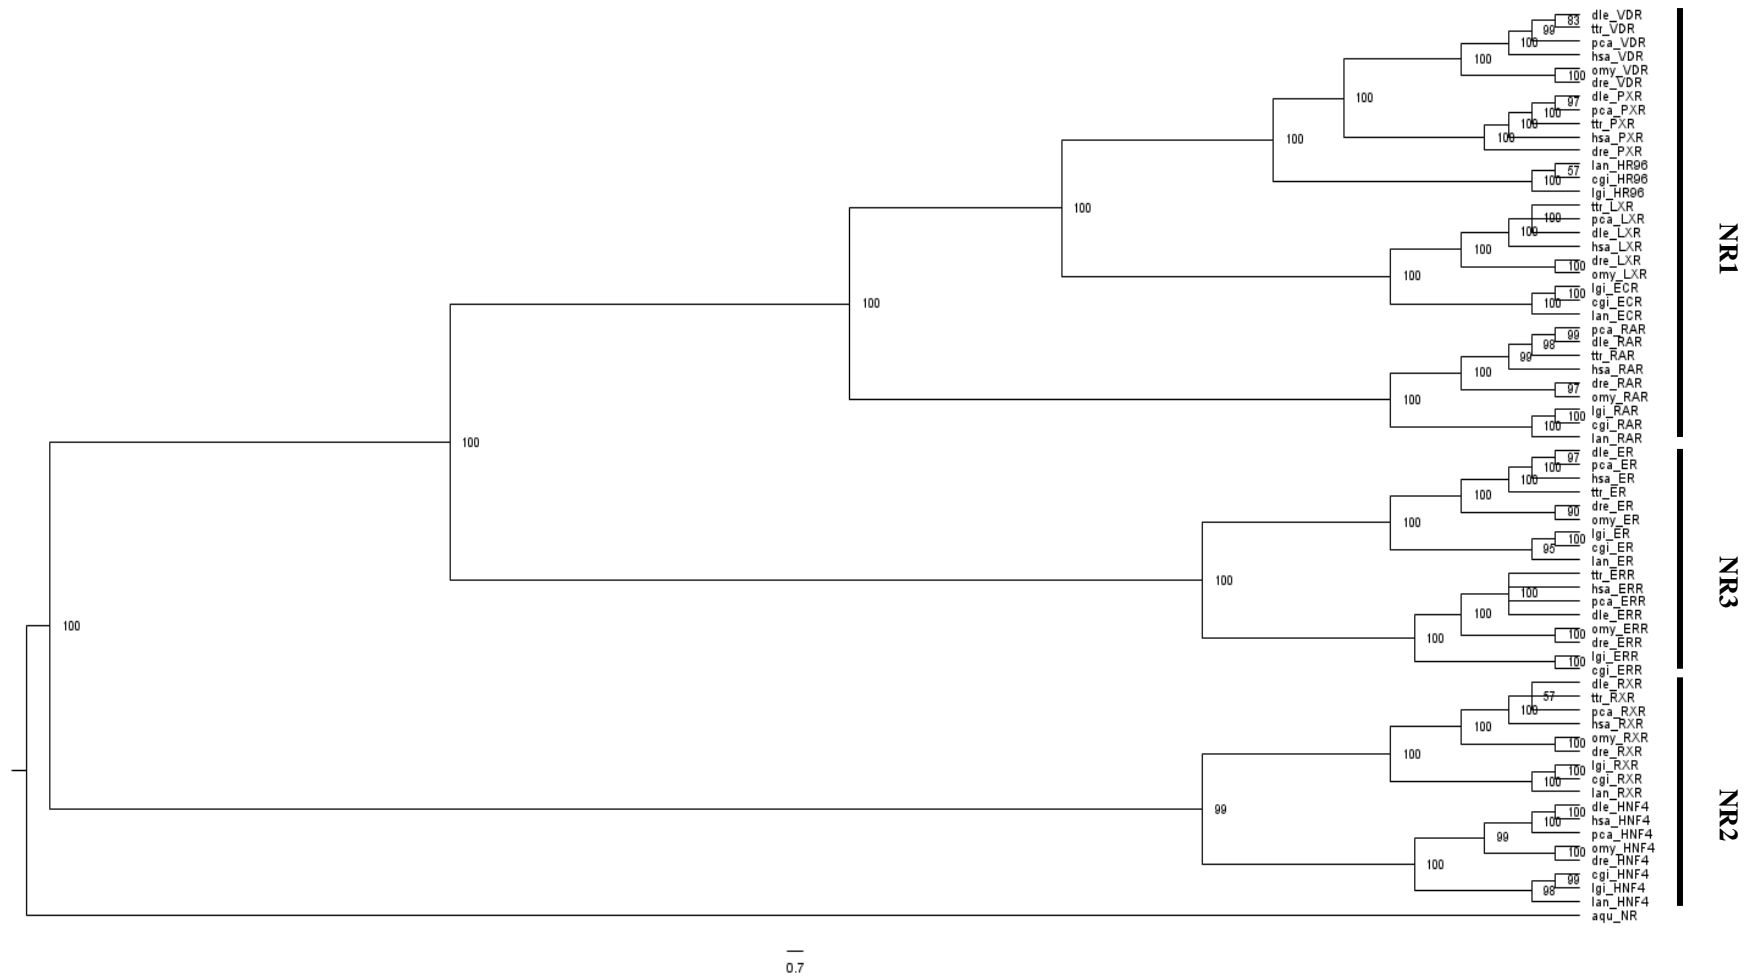 dle_VDR
83
ttr_VDR
99
pca_VDR
100
hsa_VDR
100
omy_VDR
100
dre_VDR
100
dle_PXR
97
pca_PXR
100
ttr_PXR
100
hsa_PXR
100
dre_PXR
100
lan_HR96
57
cgi_HR96
100
lgi_HR96
ttr_LXR
100
pca_LXR
100
dle_LXR
100
hsa_LXR
100
dre_LXR
100
omy_LXR
100
lgi_ECR
100
cgi_ECR
100
lan_ECR
100
pca_RAR
99
dle_RAR
98
ttr_RAR
99
hsa_RAR
100
dre_RAR
97
omy_RAR
100
lgi_RAR
100
cgi_RAR
100
lan_RAR
100
NR1
dle_ER
97
pca_ER
100
hsa_ER
100
ttr_ER
100
dre_ER
90
omy_ER
100
lgi_ER
100
cgi_ER
95
lan_ER
100
ttr_ERR
hsa_ERR
100
pca_ERR
dle_ERR
100
omy_ERR
100
dre_ERR
100
lgi_ERR
100
cgi_ERR
NR3
100
dle_RXR
ttr_RXR
57
pca_RXR
100
hsa_RXR
100
omy_RXR
100
dre_RXR
100
lgi_RXR
100
cgi_RXR
100
lan_RXR
99
dle_HNF4
100
hsa_HNF4
100
pca_HNF4
99
omy_HNF4
100
dre_HNF4
100
cgi_HNF4
99
lgi_HNF4
98
lan_HNF4
NR2
aqu_NR
0.7